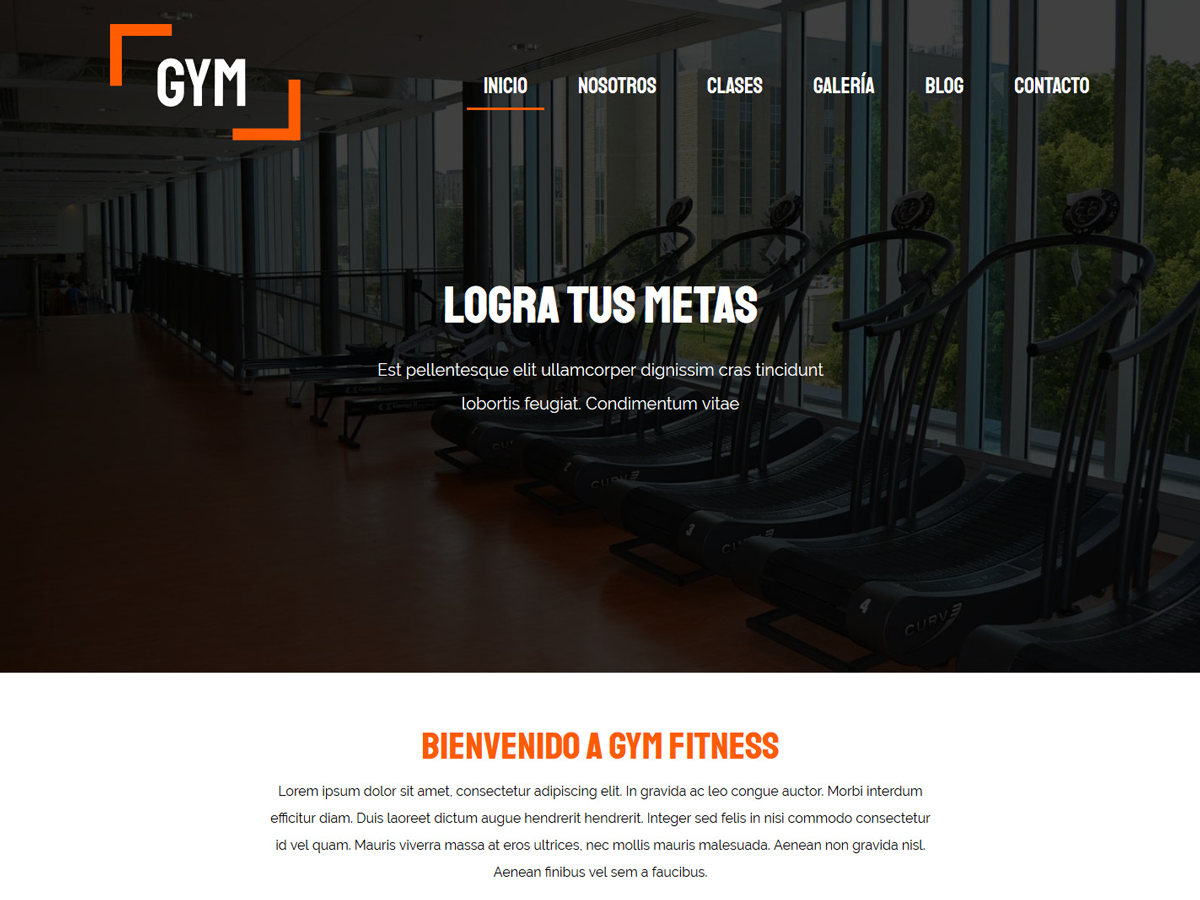 GYM
INICIO NOSOTROS CLASES GALERÍA BLOG CONTACTO
LOGRA TUS METAS
Est pellentesque elit ullamcorper dignissim cras tincidunt
lobortis feugiat. Condimentum vitae
CURVE
3
4
CURVE
BIENVENIDO A GYM FITNESS
Lorem ipsum dolor sit amet, consectetur adipiscing elit. In gravida ac leo congue auctor. Morbi interdum
efficitur diam. Duis laoreet dictum augue hendrerit hendrerit. Integer sed felis in nisi commodo consectetur
id vel quam. Mauris viverra massa at eros ultrices, nec mollis mauris malesuada. Aenean non gravida nisl.
Aenean finibus vel sem a faucibus.